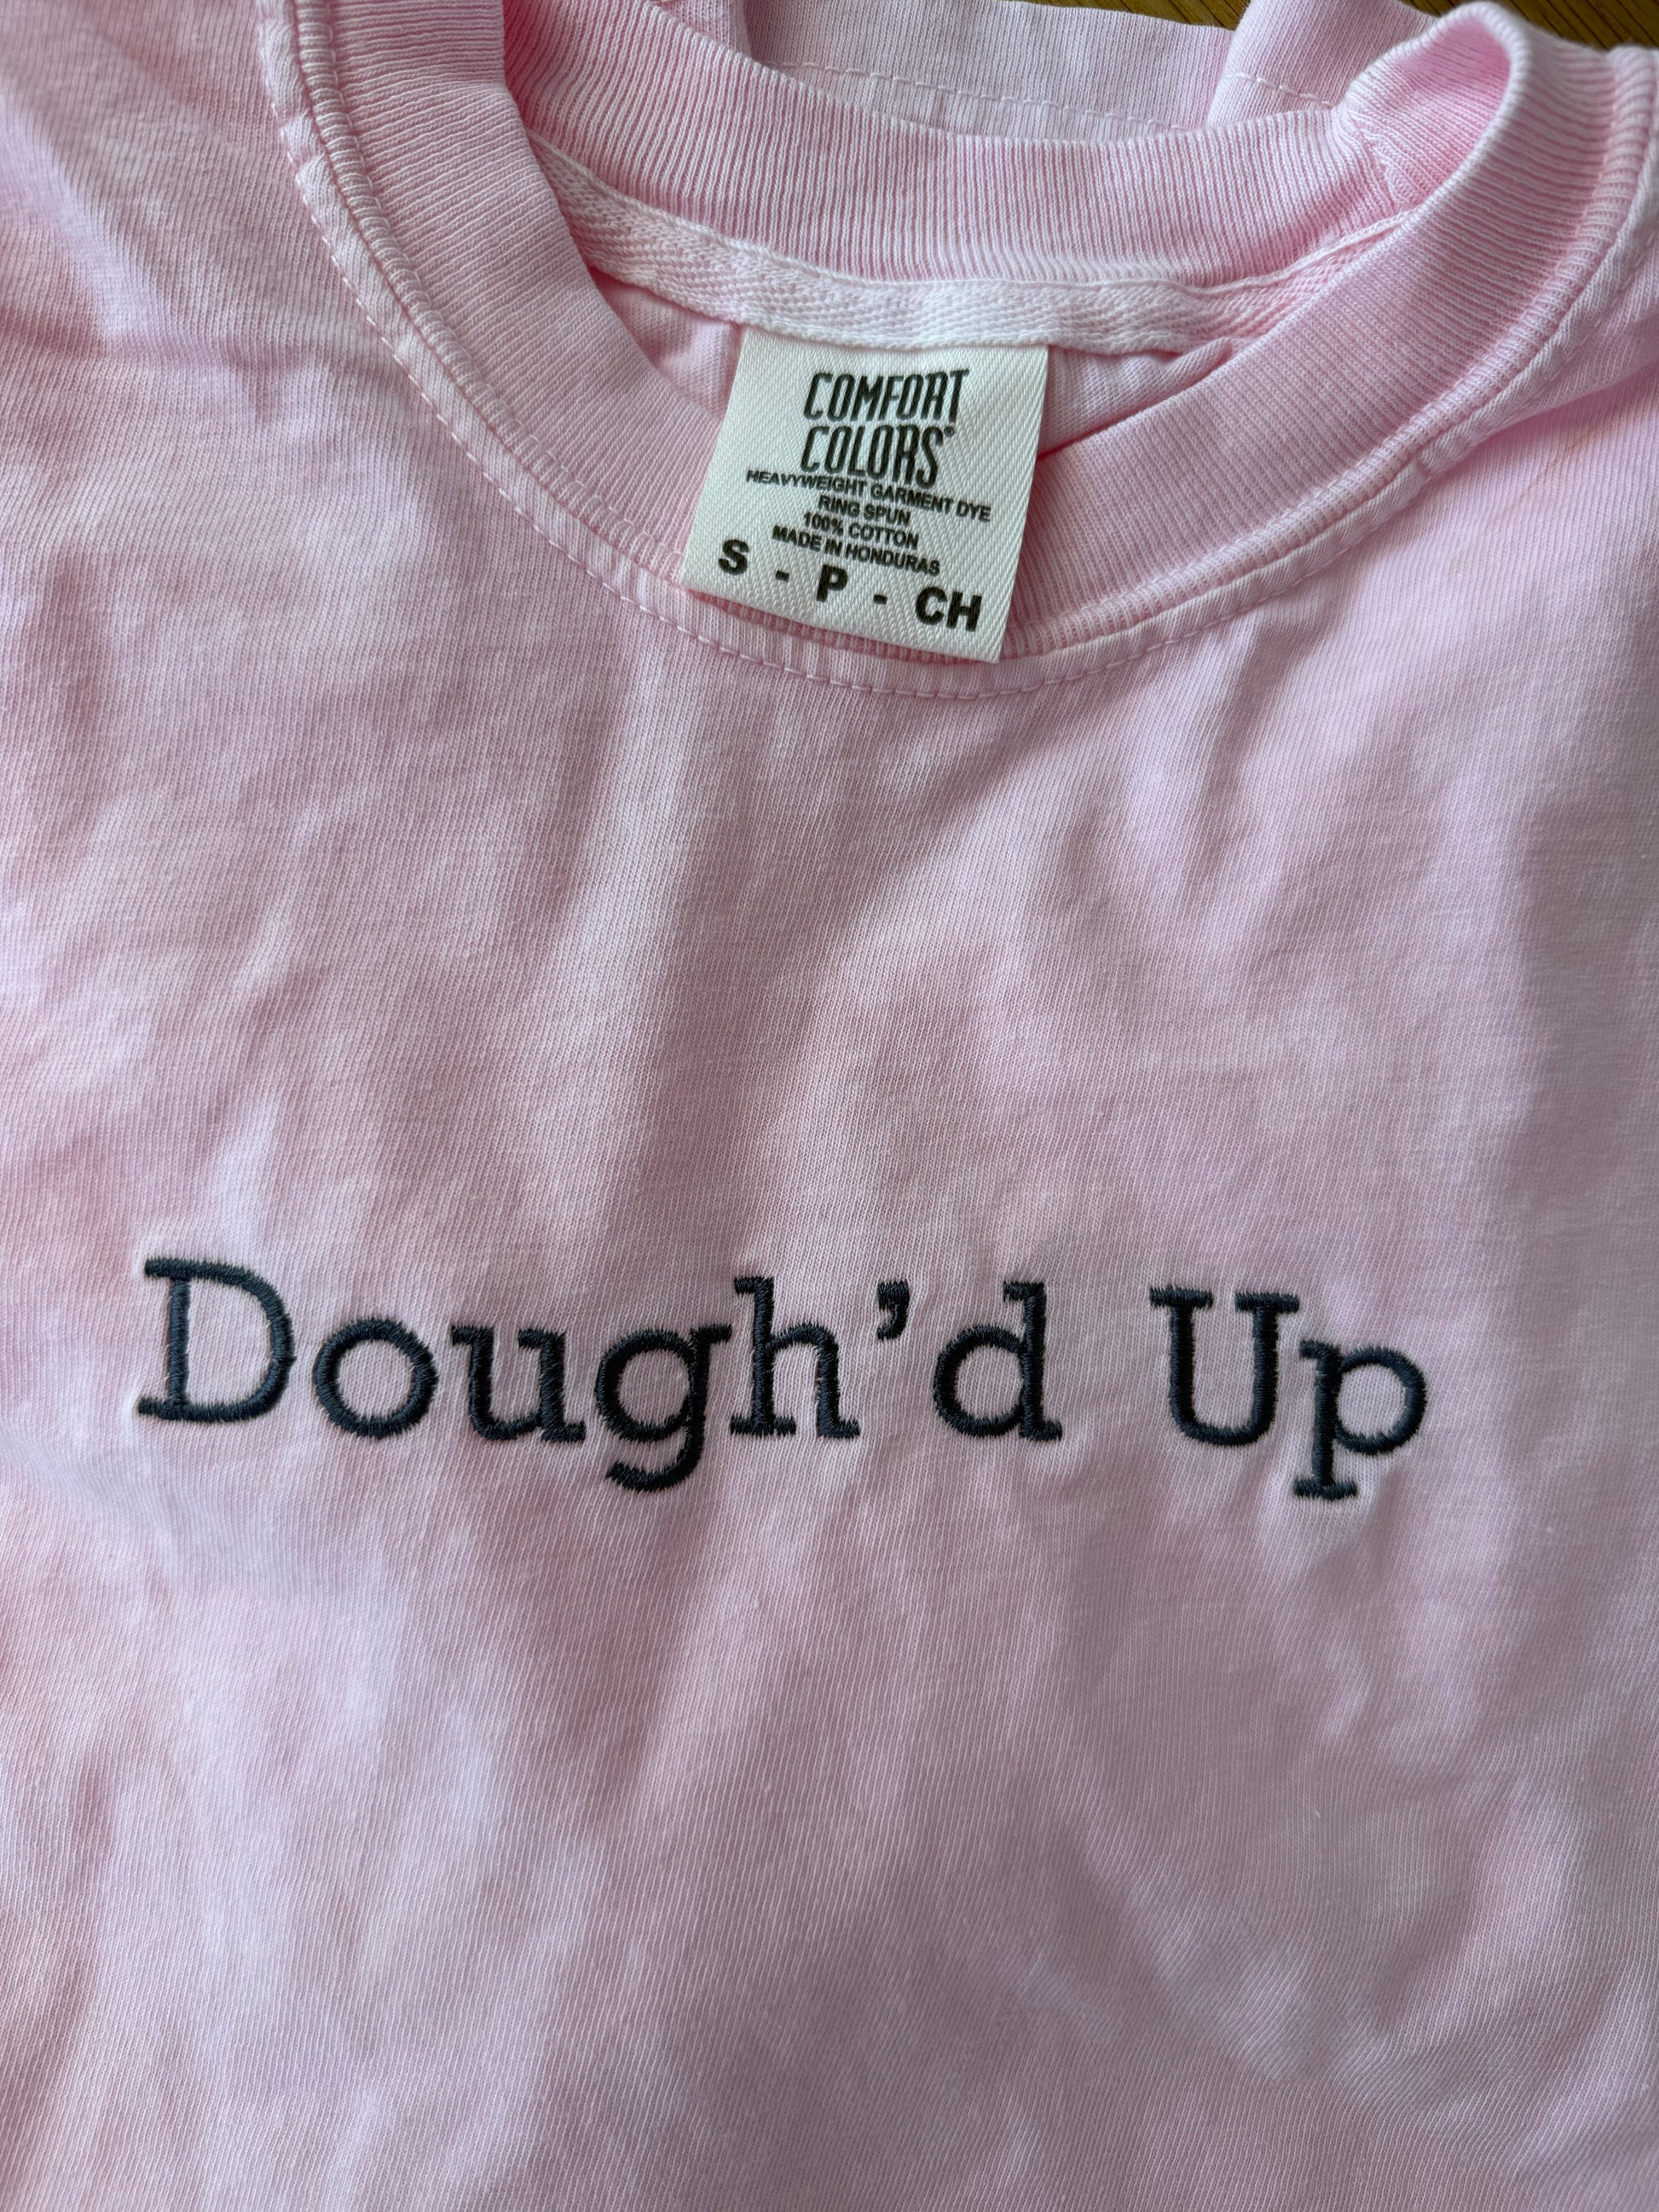 COMFORT
COLORS®
HEAVYWEIGHT GARMENT DYE
RING SPUN
100% COTTON
MADE IN HONDURAS
S - P - CH
Dough’d Up